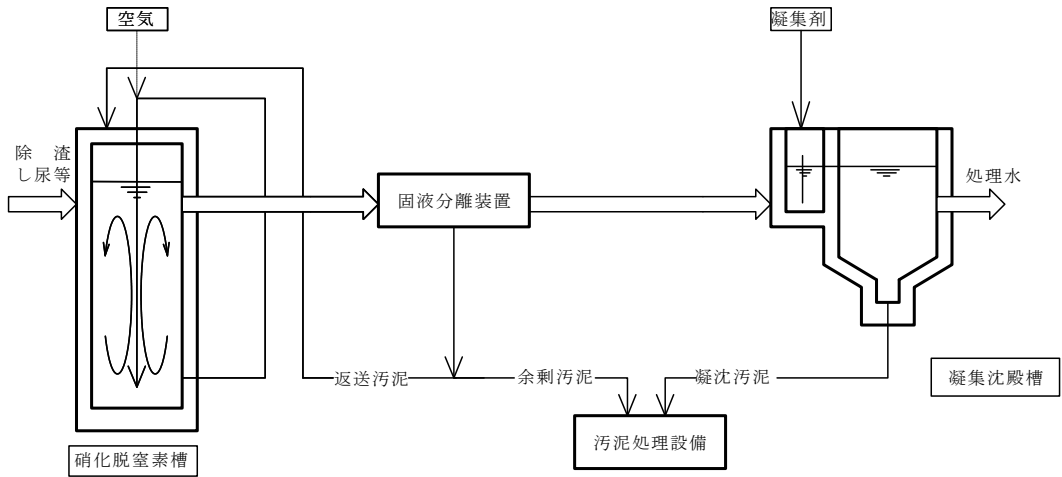 空気
凝集剤
除　渣
し尿等
固液分離装置
処理水
返送汚泥
余剰汚泥
凝沈汚泥
凝集沈殿槽
汚泥処理設備
硝化脱窒素槽